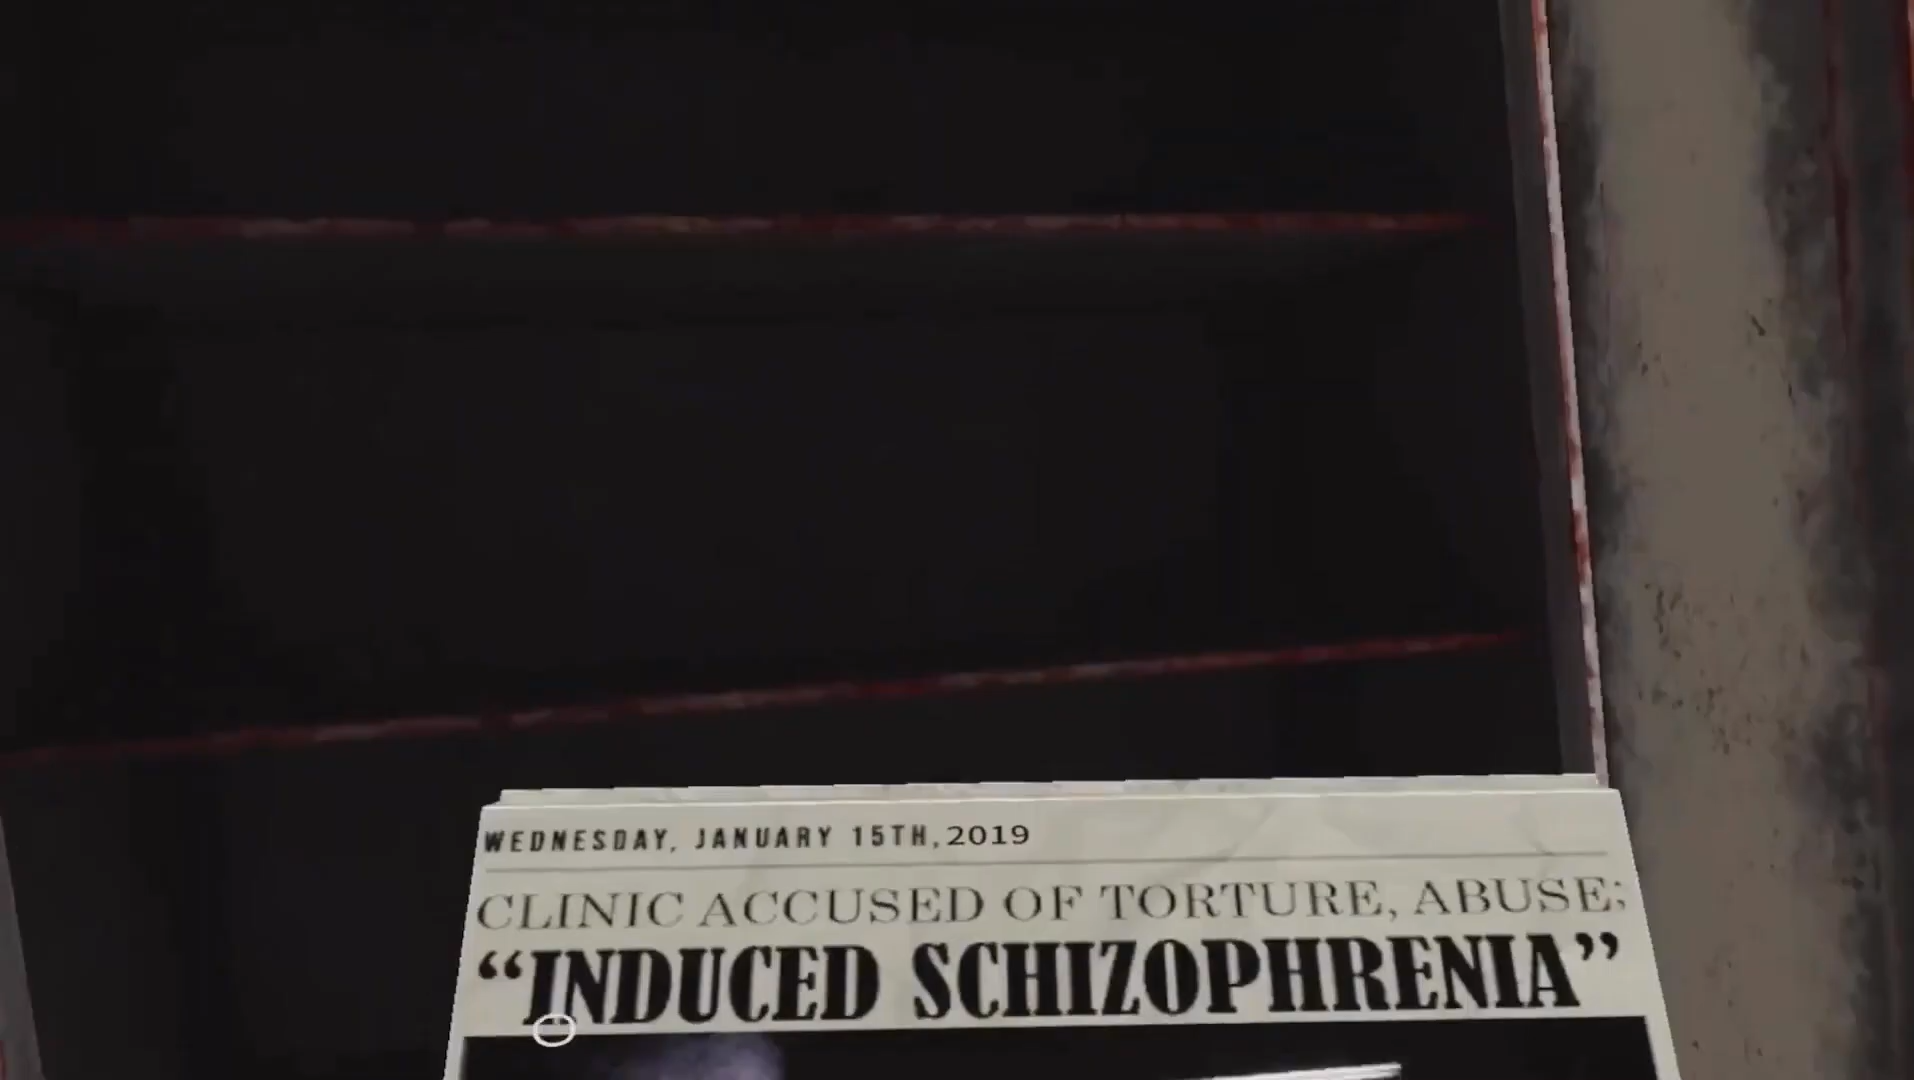 WEDNESDAY, JANUARY 15TH, 2019
CLINIC ACCUSED OF TORTURE, ABUSE;
“INDUCED SCHIZOPHRENIA”